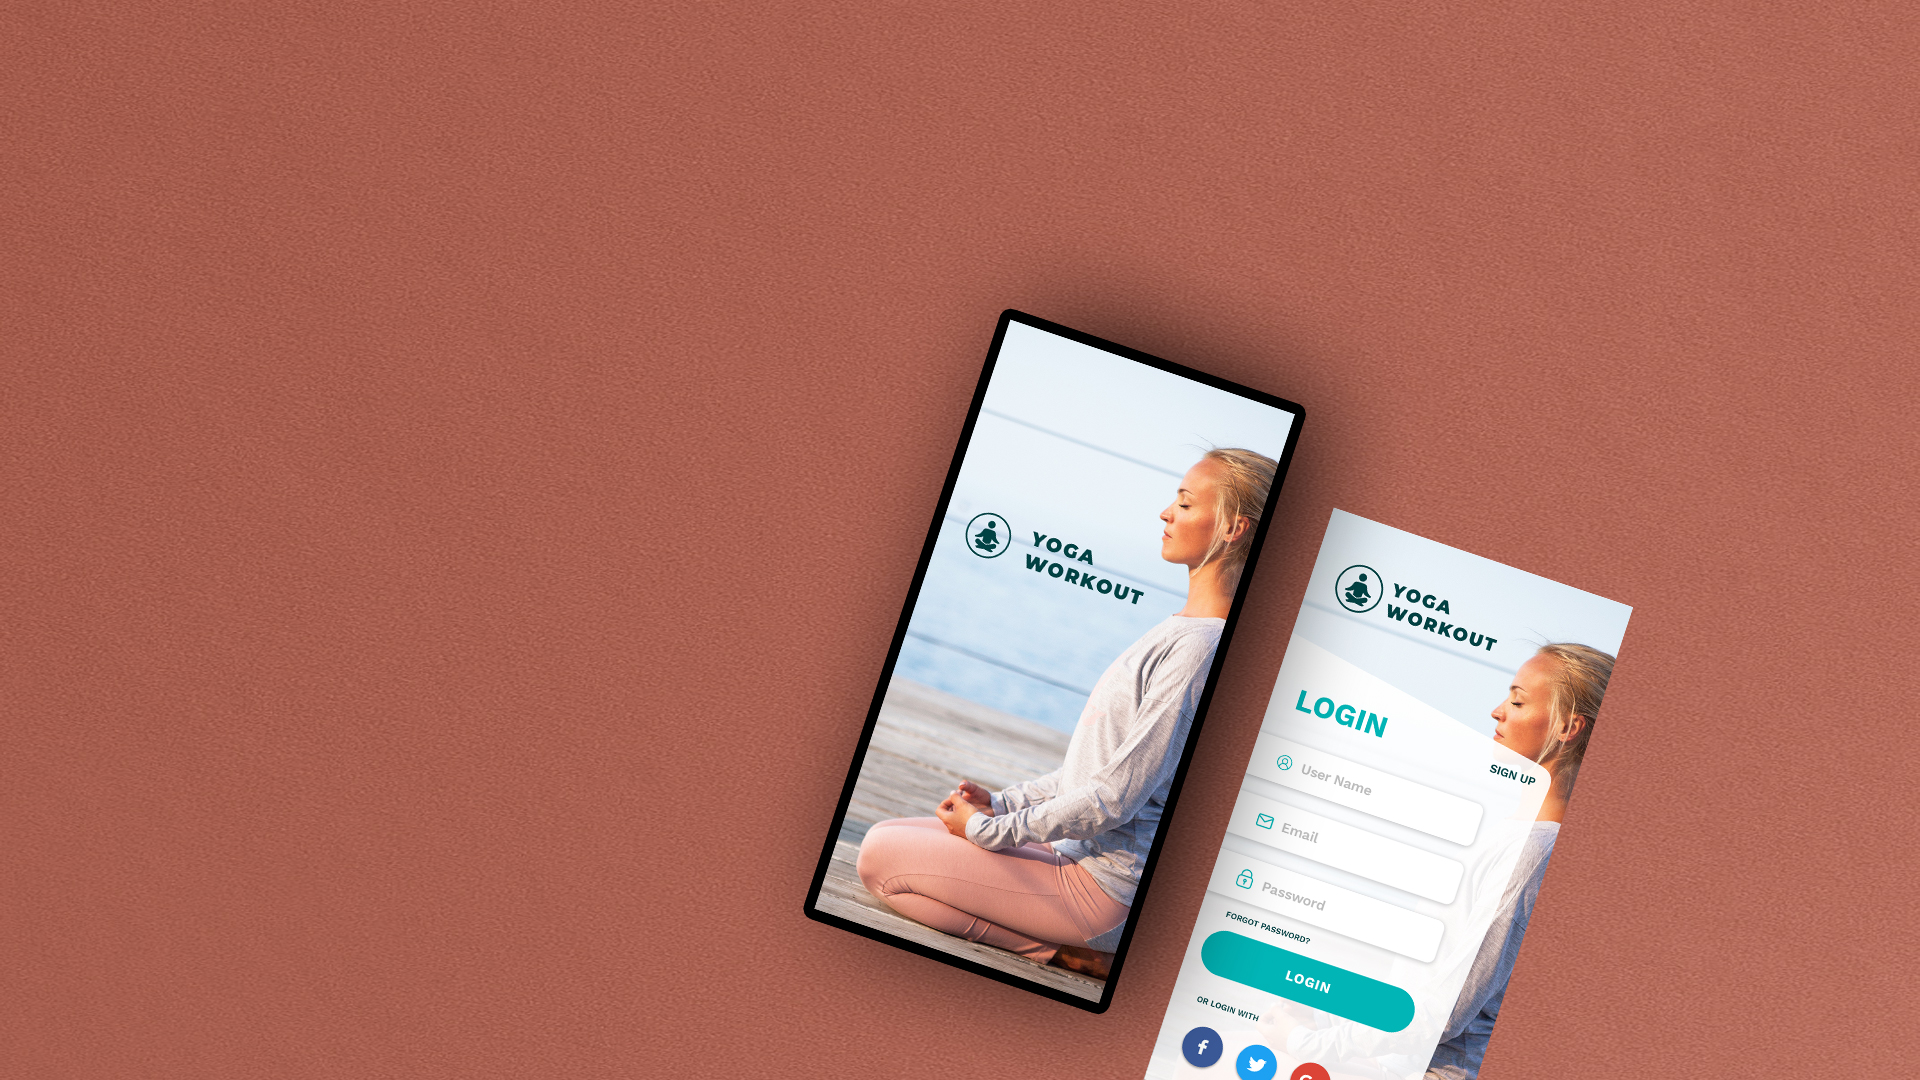 YOGA
WORKOUT
YOGA
WORKOUT
LOGIN
SIGN UP
User Name
Email
Password
FORGOT PASSWORD?
LOGIN
OR LOGIN WITH